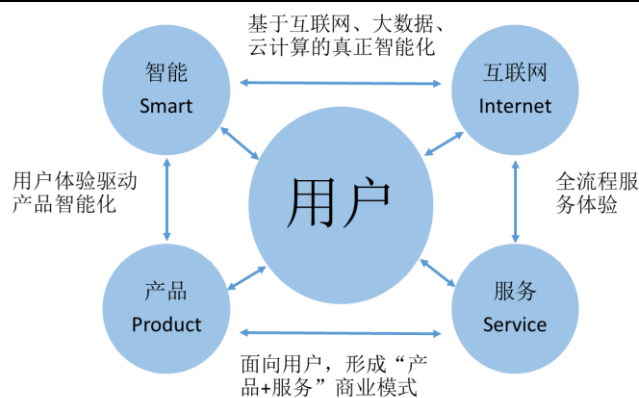 基于互联网、大数据、
云计算的真正智能化
智能
Smart
互联网
Internet
用户体验驱动
产品智能化
用户
全流程服
务体验
产品
Product
服务
Service
面向用户，形成“产
品+服务”商业模式